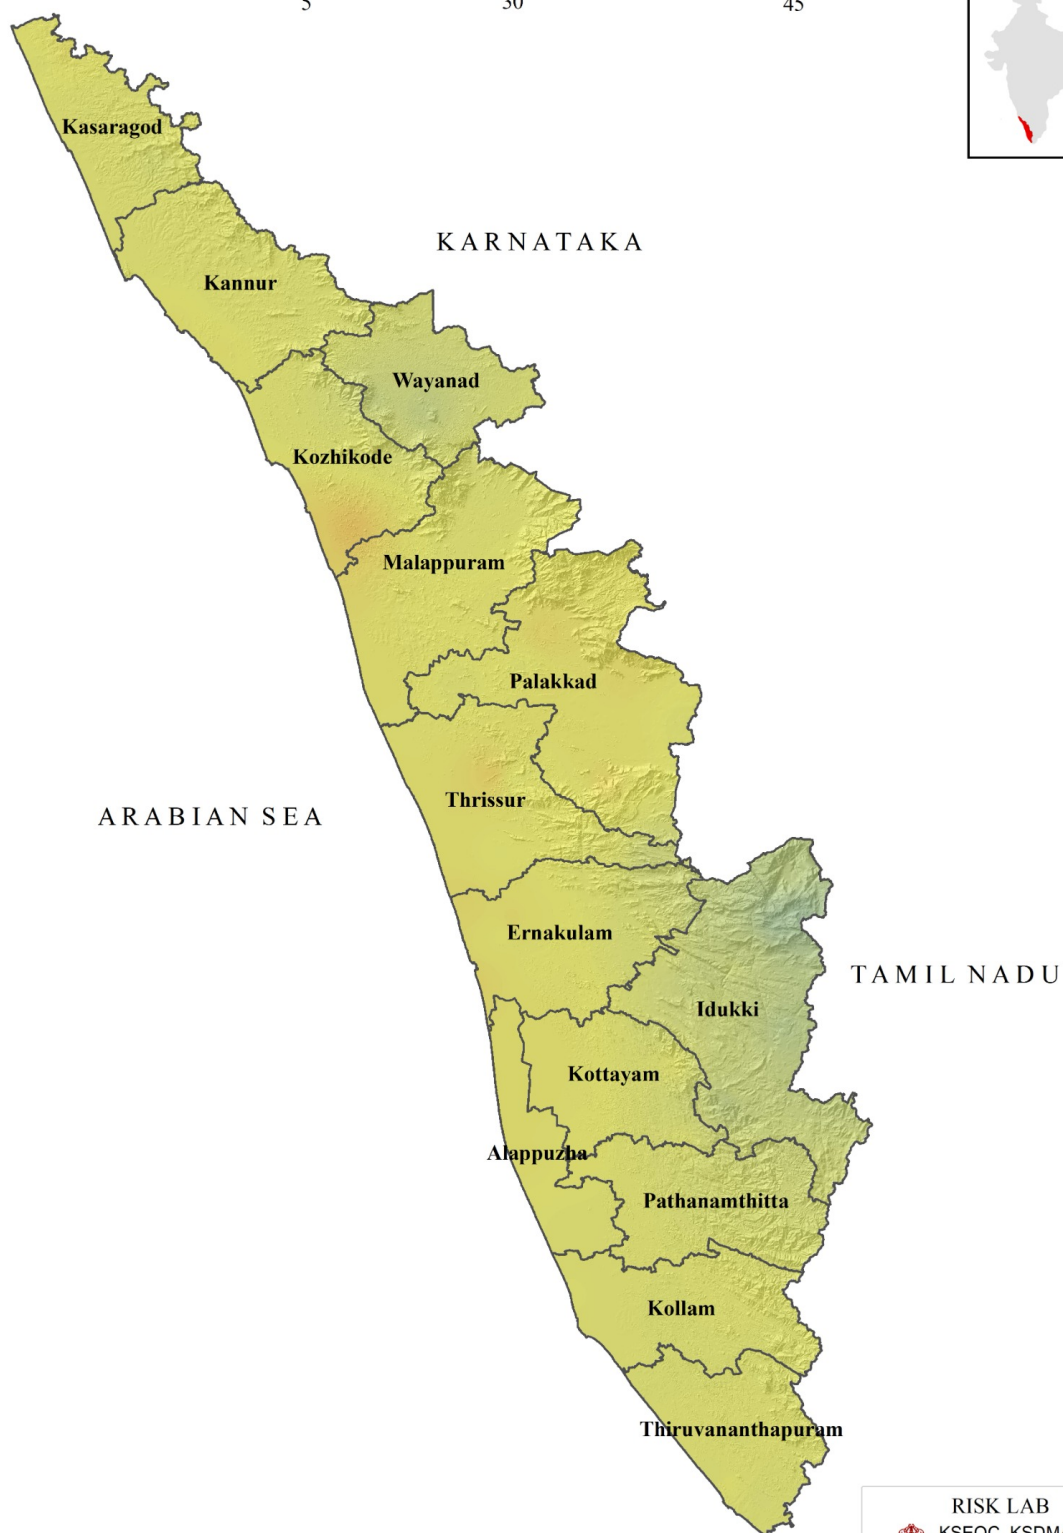 5 30 45
Kasaragod
KARNATAKA
Kannur
Wayanad
Kozhikode
Malappuram
Palakkad
Thrissur
ARABIAN SEA
Ernakulam
TAMIL NADU
Idukki
Kottayam
Alappuzha
Pathanamthitta
Kollam
Thiruvananthapuram
RISK LAB